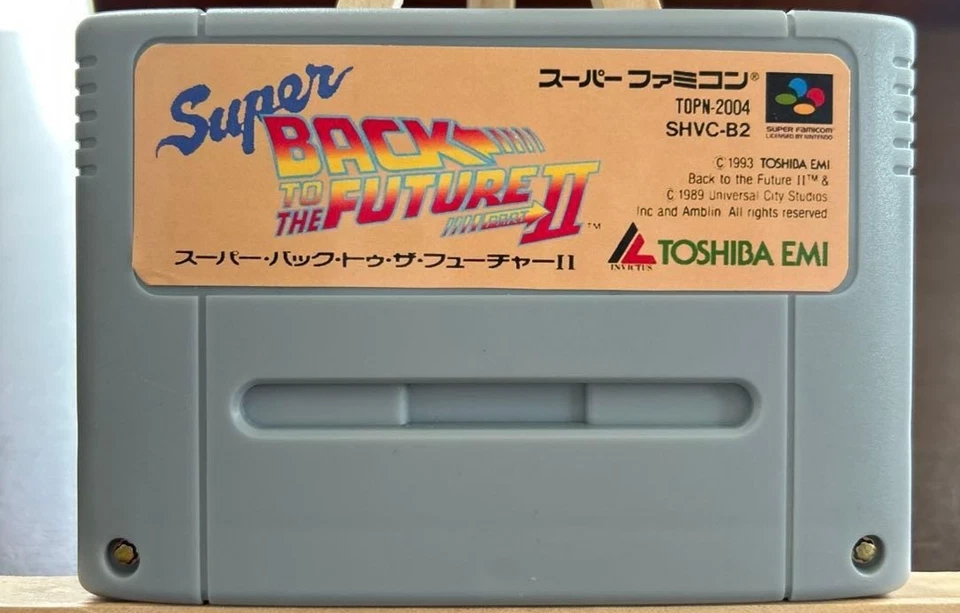 Super
BACK
TO
THE FUTURE II™
PART
スーパー・バック・トゥ・ザ・フューチャーII
スーパー ファミコン®
TOPN-2004
SHVC-B2
SUPER FAMICOM
LICENSED BY NINTENDO
© 1993 TOSHIBA EMI
Back to the Future II™ &
© 1989 Universal City Studios
Inc and Amblin. All rights reserved
INVICTUS
TOSHIBA EMI